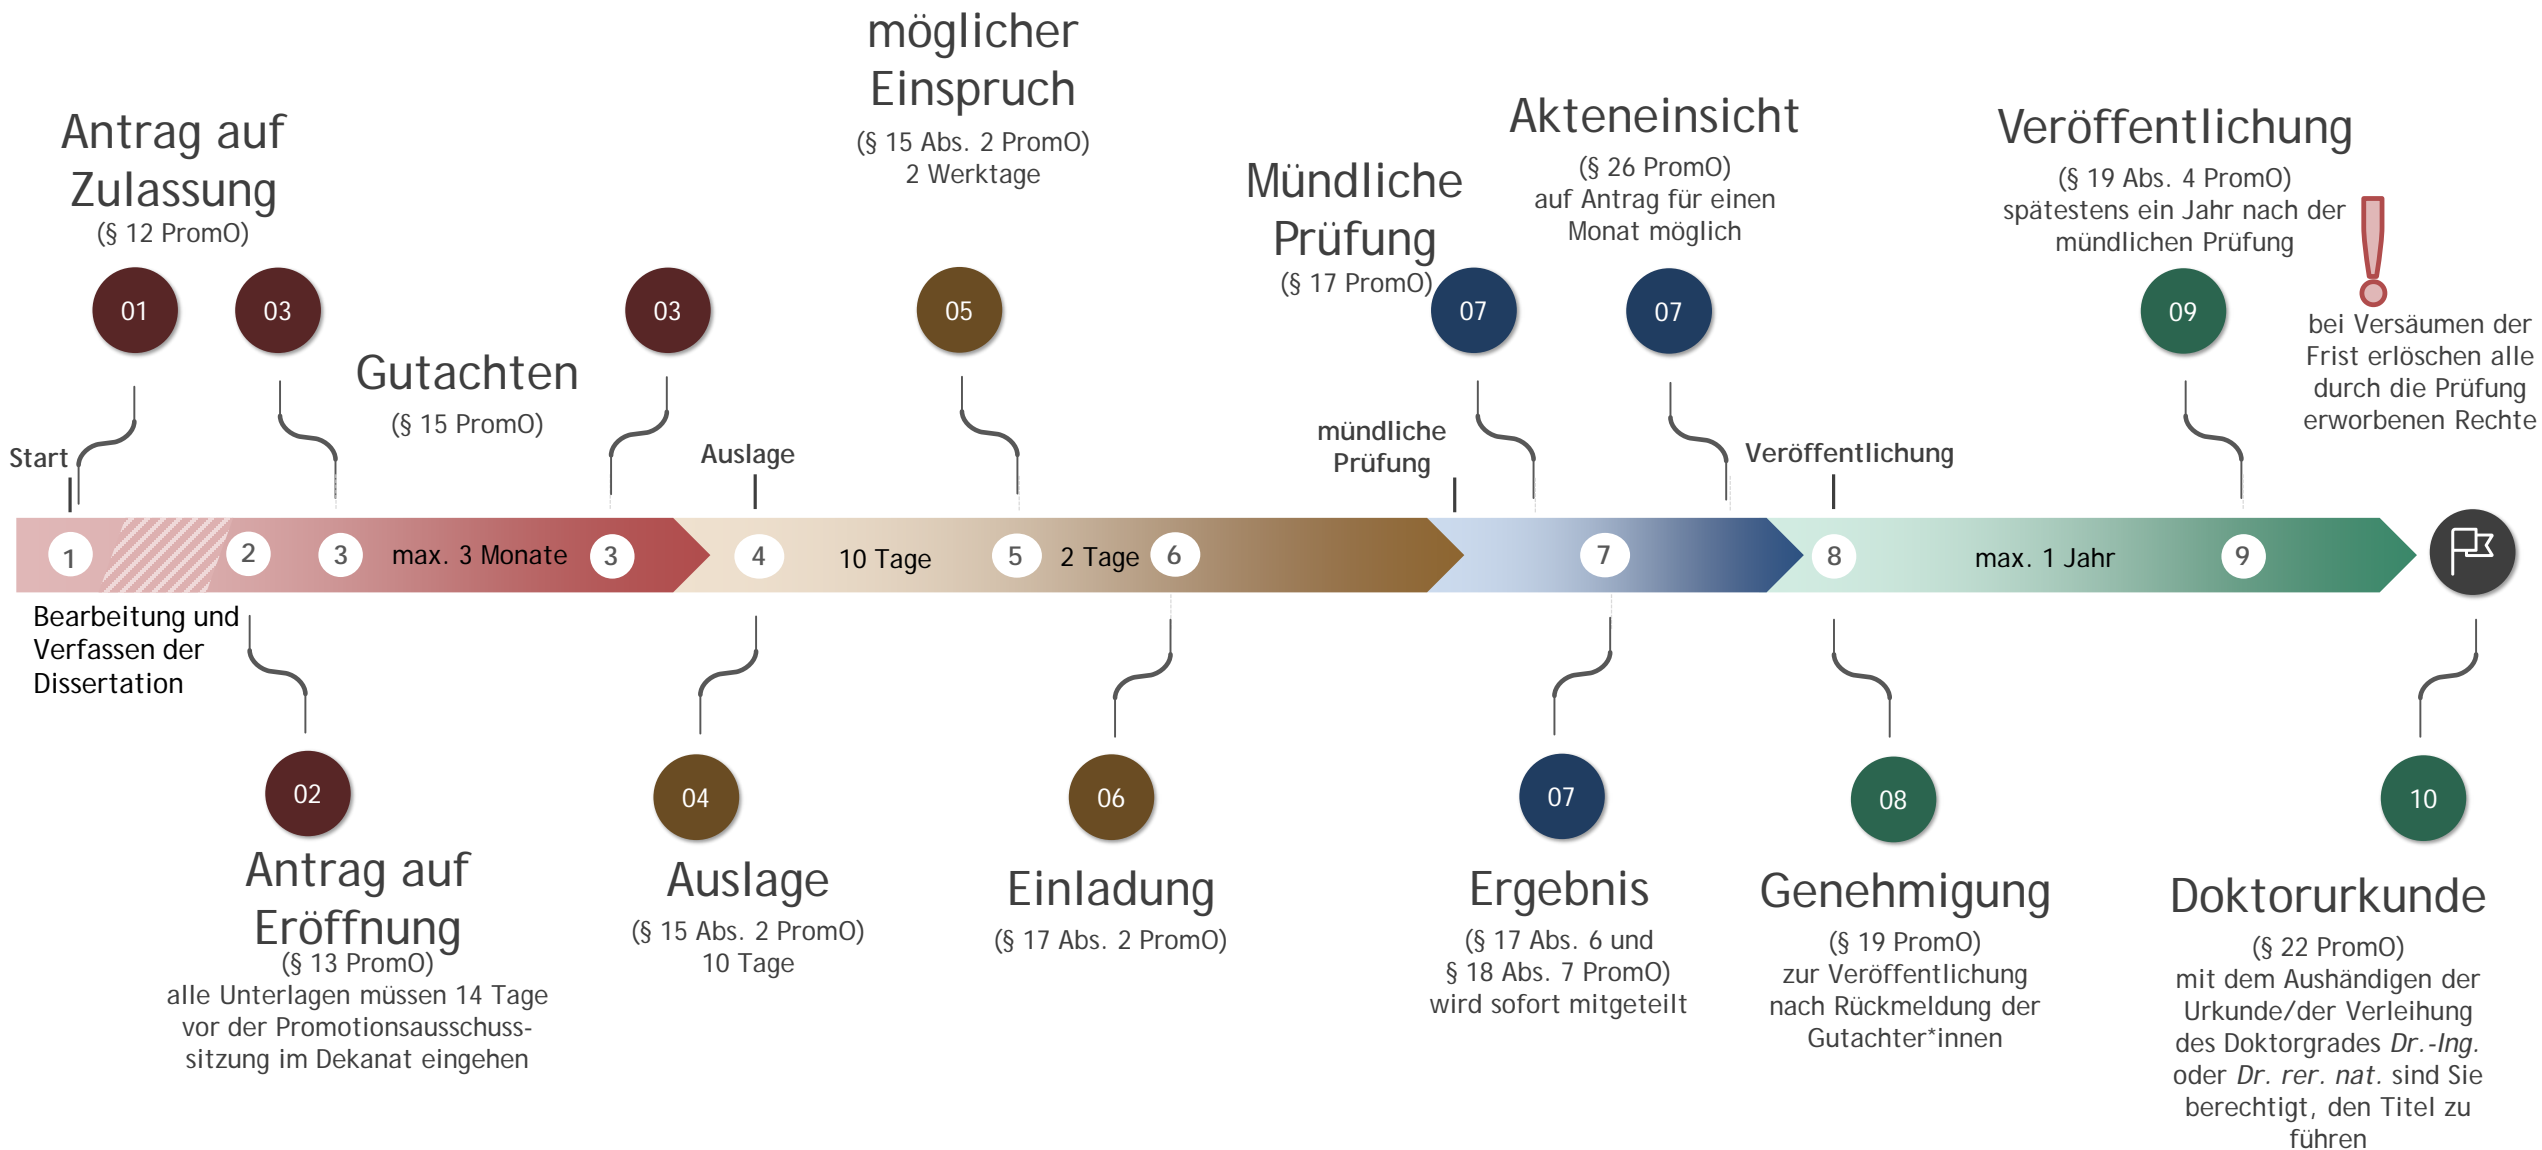 Antrag auf
Zulassung
(§ 12 PromO)
01
03
Gutachten
(§ 15 PromO)
03
möglicher
Einspruch
(§ 15 Abs. 2 PromO)
2 Werktage
05
Mündliche
Prüfung
(§ 17 PromO)
07
Akteneinsicht
(§ 26 PromO)
auf Antrag für einen
Monat möglich
07
Veröffentlichung
(§ 19 Abs. 4 PromO)
spätestens ein Jahr nach der
mündlichen Prüfung
09
bei Versäumen der
Frist erlöschen alle
durch die Prüfung
erworbenen Rechte
Start
Auslage
mündliche
Prüfung
Veröffentlichung
1
2
3
max. 3 Monate
3
4
10 Tage
5
2 Tage
6
7
8
max. 1 Jahr
9
Bearbeitung und
Verfassen der
Dissertation
02
Antrag auf
Eröffnung
(§ 13 PromO)
alle Unterlagen müssen 14 Tage
vor der Promotionsausschuss-
sitzung im Dekanat eingehen
04
Auslage
(§ 15 Abs. 2 PromO)
10 Tage
06
Einladung
(§ 17 Abs. 2 PromO)
07
Ergebnis
(§ 17 Abs. 6 und
§ 18 Abs. 7 PromO)
wird sofort mitgeteilt
08
Genehmigung
(§ 19 PromO)
zur Veröffentlichung
nach Rückmeldung der
Gutachter*innen
10
Doktorurkunde
(§ 22 PromO)
mit dem Aushändigen der
Urkunde/der Verleihung
des Doktorgrades Dr.-Ing.
oder Dr. rer. nat. sind Sie
berechtigt, den Titel zu
führen